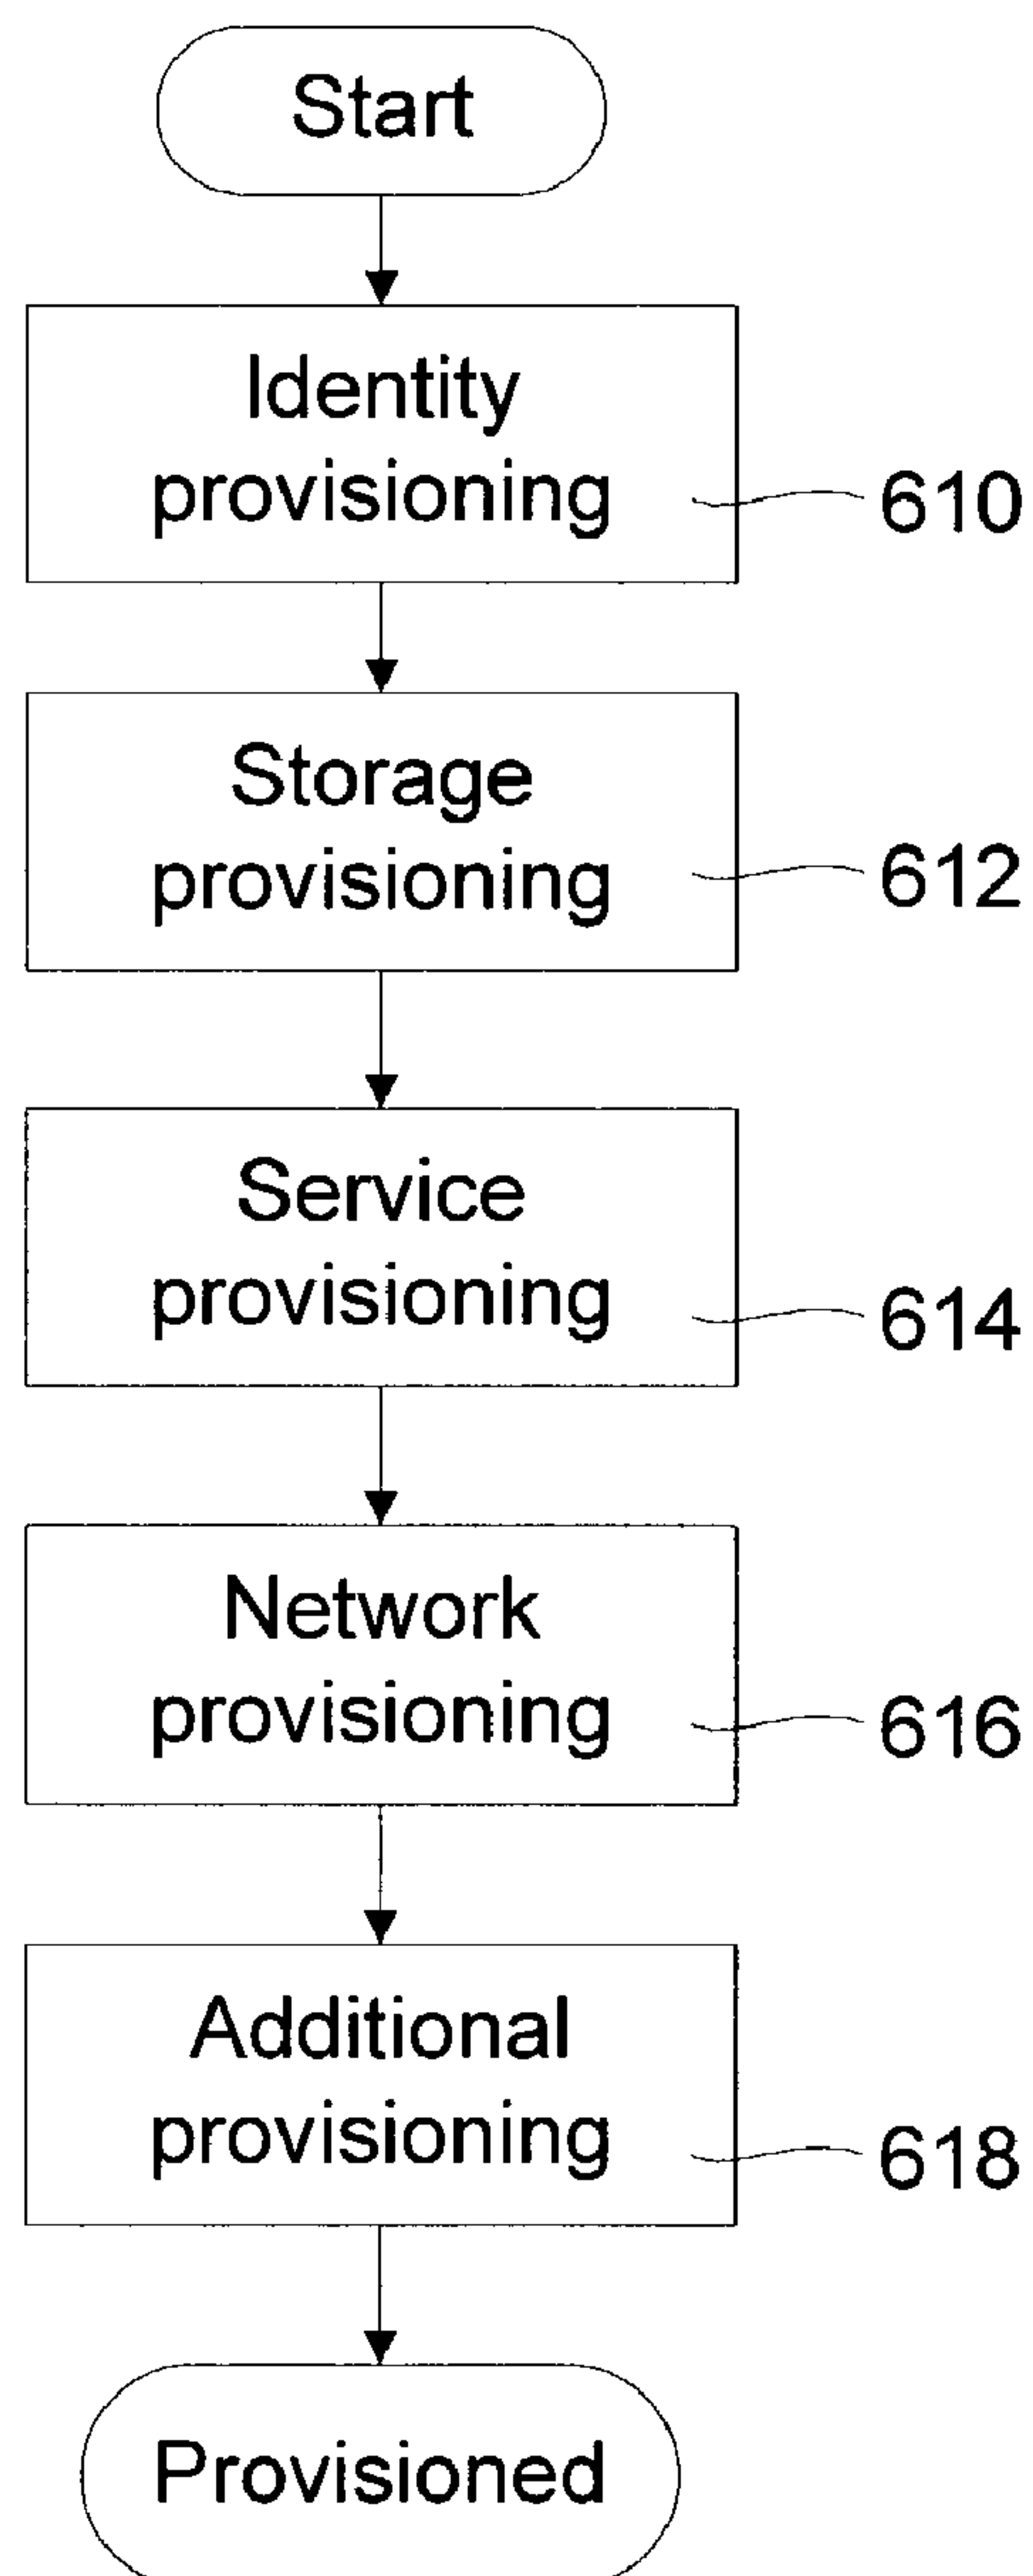 Start
Identity
provisioning
610
Storage
provisioning
612
Service
provisioning
614
Network
provisioning
616
Additional
provisioning
618
Provisioned